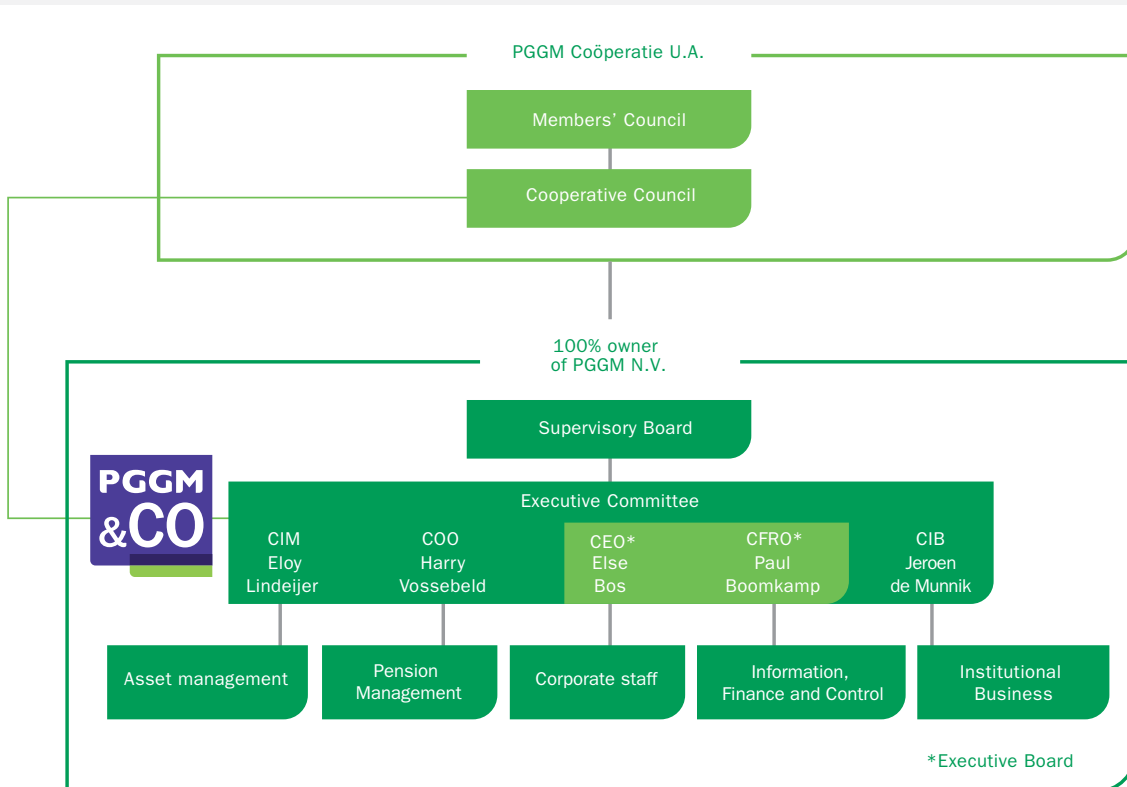 PGGM Coöperatie U.A.
Members’ Council
Cooperative Council
100% owner
of PGGM N.V.
Supervisory Board
PGGM
&CO
Executive Committee
CIM
Eloy
Lindeijer
COO
Harry
Vossebeld
CEO*
Else
Bos
CFRO*
Paul
Boomkamp
CIB
Jeroen
de Munnik
Asset management
Pension
Management
Corporate staff
Information,
Finance and Control
Institutional
Business
*Executive Board